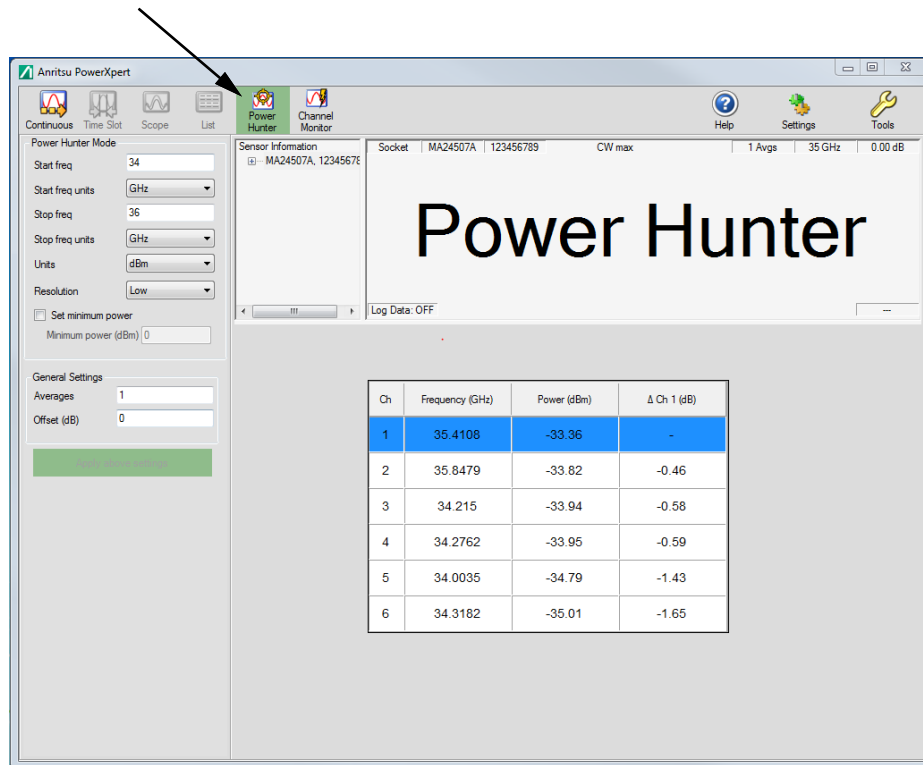 Anritsu PowerXpert
Continuous Time Slot Scope List Power Hunter Channel Monitor Help Settings Tools
Power Hunter Mode
Start freq 34
Start freq units GHz
Stop freq 36
Stop freq units GHz
Units dBm
Resolution Low
Set minimum power
Minimum power (dBm) 0
General Settings
Averages 1
Offset (dB) 0
Apply above settings
Sensor Information
MA24507A, 12345678
Socket MA24507A 123456789 CW max 1 Avgs 35 GHz 0.00 dB
Power Hunter
Log Data: OFF ---
Ch Frequency (GHz) Power (dBm) Δ Ch 1 (dB)
1 35.4108 -33.36 -
2 35.8479 -33.82 -0.46
3 34.215 -33.94 -0.58
4 34.2762 -33.95 -0.59
5 34.0035 -34.79 -1.43
6 34.3182 -35.01 -1.65